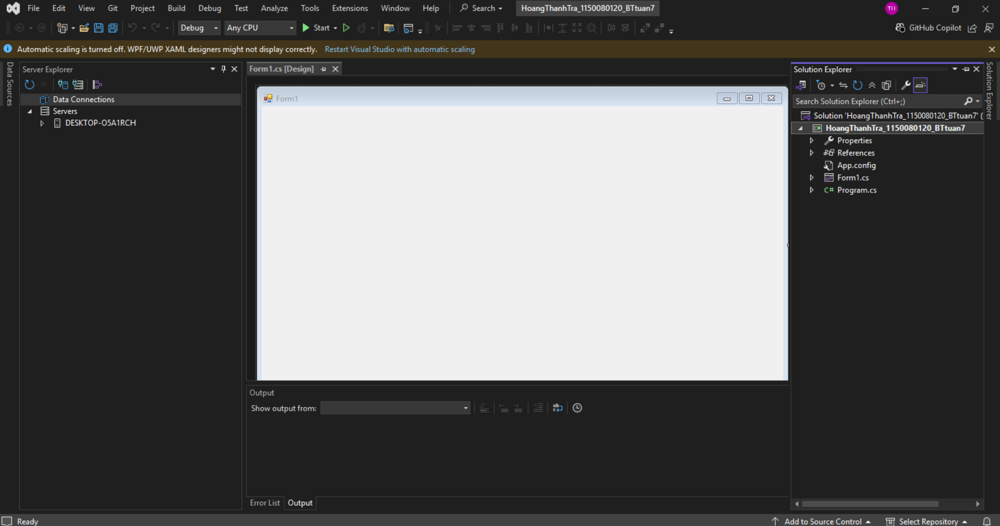 File Edit View Git Project Build Debug Test Analyze Tools Extensions Window Help Search HoangThanhTra_1150080120_BTtuan7 TH
Debug Any CPU Start GitHub Copilot
Automatic scaling is turned off. WPF/UWP XAML designers might not display correctly. Restart Visual Studio with automatic scaling
Data Sources
Server Explorer
Data Connections
Servers
DESKTOP-O5A1RCH
Form1.cs [Design]
Form1
Output
Show output from:
Error List Output
Solution Explorer
Search Solution Explorer (Ctrl+;)
Solution 'HoangThanhTra_1150080120_BTtuan7' (
HoangThanhTra_1150080120_BTtuan7
Properties
References
App.config
Form1.cs
C# Program.cs
Solution Explorer
Ready Add to Source Control Select Repository